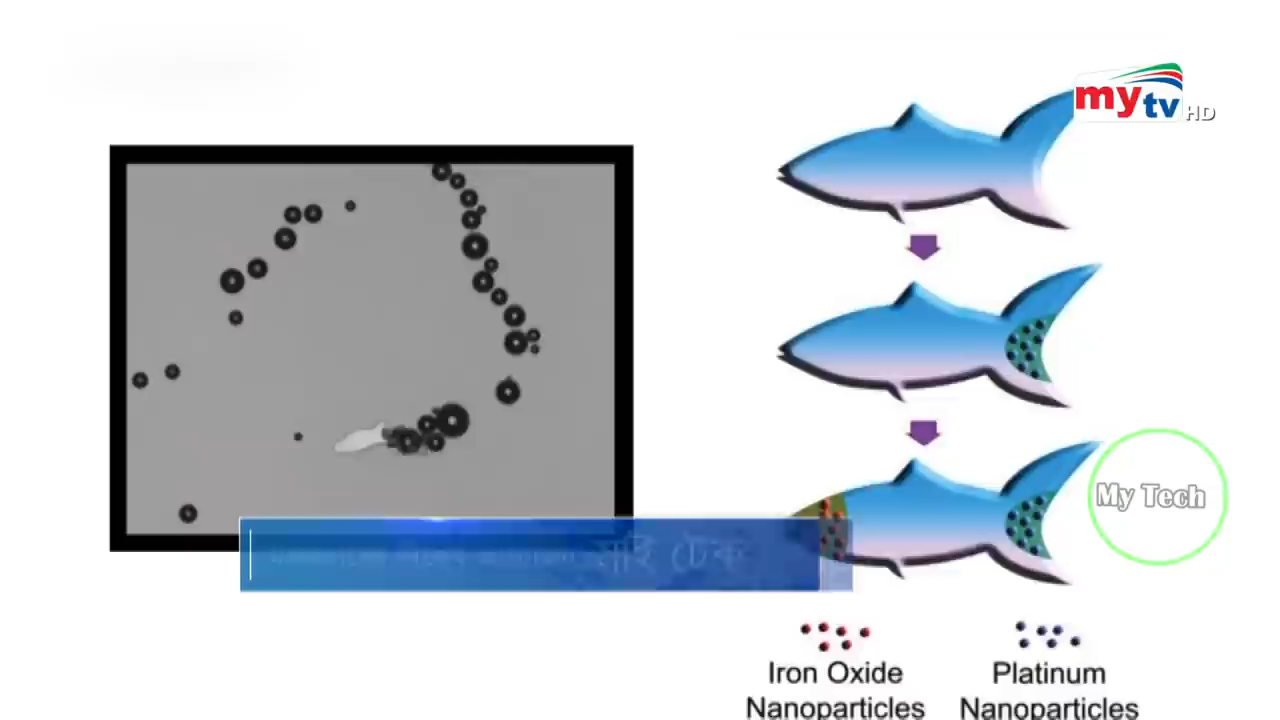 mytv HD
My Tech
মাই টেক
Iron Oxide
Nanoparticles
Platinum
Nanoparticles